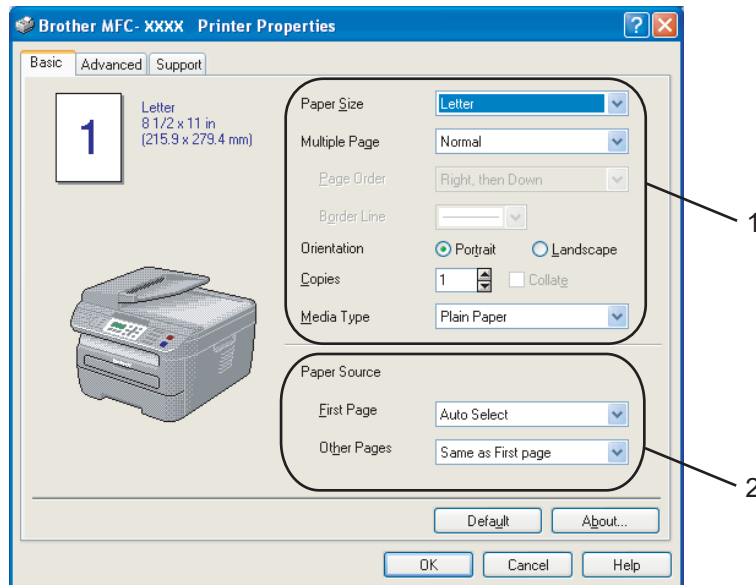 Brother MFC- XXXX Printer Properties
Basic Advanced Support
1
Letter
8 1/2 x 11 in
(215.9 x 279.4 mm)
Paper Size Letter
Multiple Page Normal
Page Order Right, then Down
Border Line
Orientation Portrait Landscape
Copies 1 Collate
Media Type Plain Paper
1
Paper Source
First Page Auto Select
Other Pages Same as First page
2
Default About...
OK Cancel Help